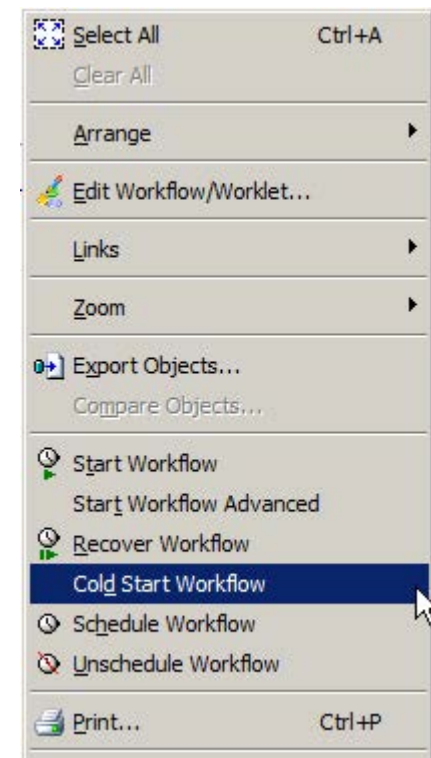 Select All Ctrl+A
Clear All
Arrange
Edit Workflow/Worklet...
Links
Zoom
Export Objects...
Compare Objects...
Start Workflow
Start Workflow Advanced
Recover Workflow
Cold Start Workflow
Schedule Workflow
Unschedule Workflow
Print... Ctrl+P